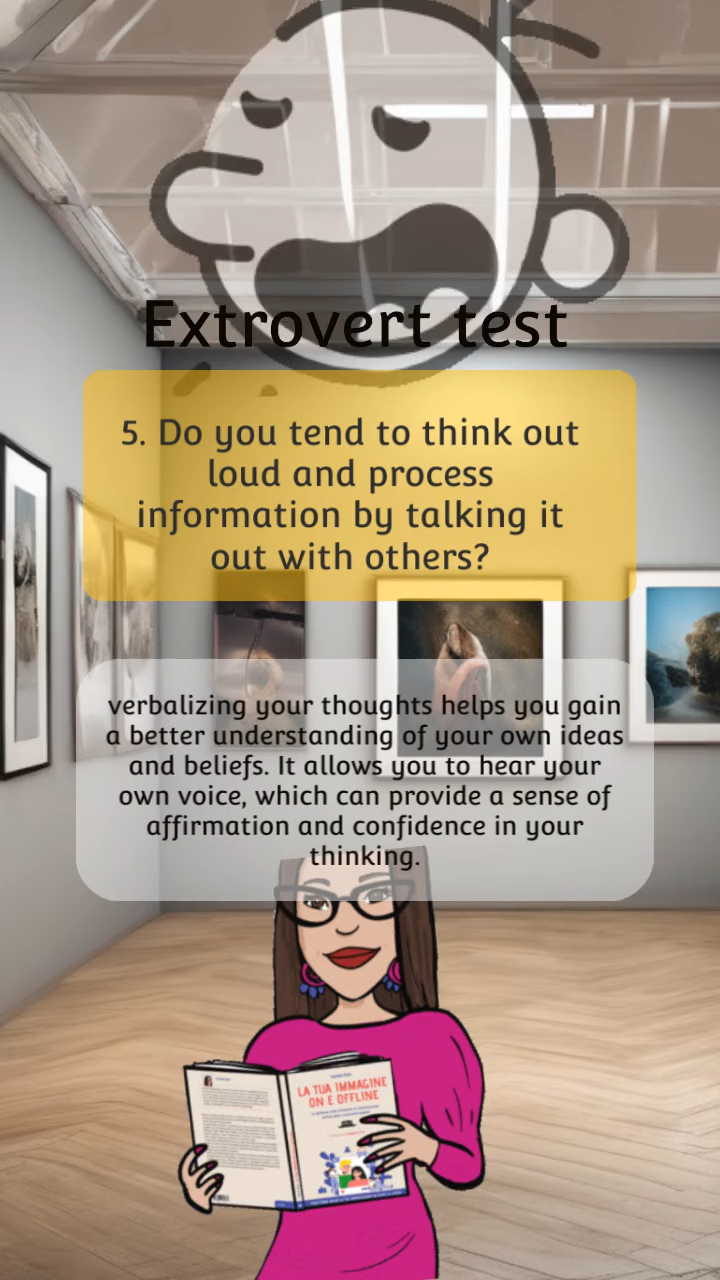 Extrovert test
5. Do you tend to think out
loud and process
information by talking it
out with others?
verbalizing your thoughts helps you gain
a better understanding of your own ideas
and beliefs. It allows you to hear your
own voice, which can provide a sense of
affirmation and confidence in your
thinking.
LA TUA IMMAGINE
ON E OFFLINE